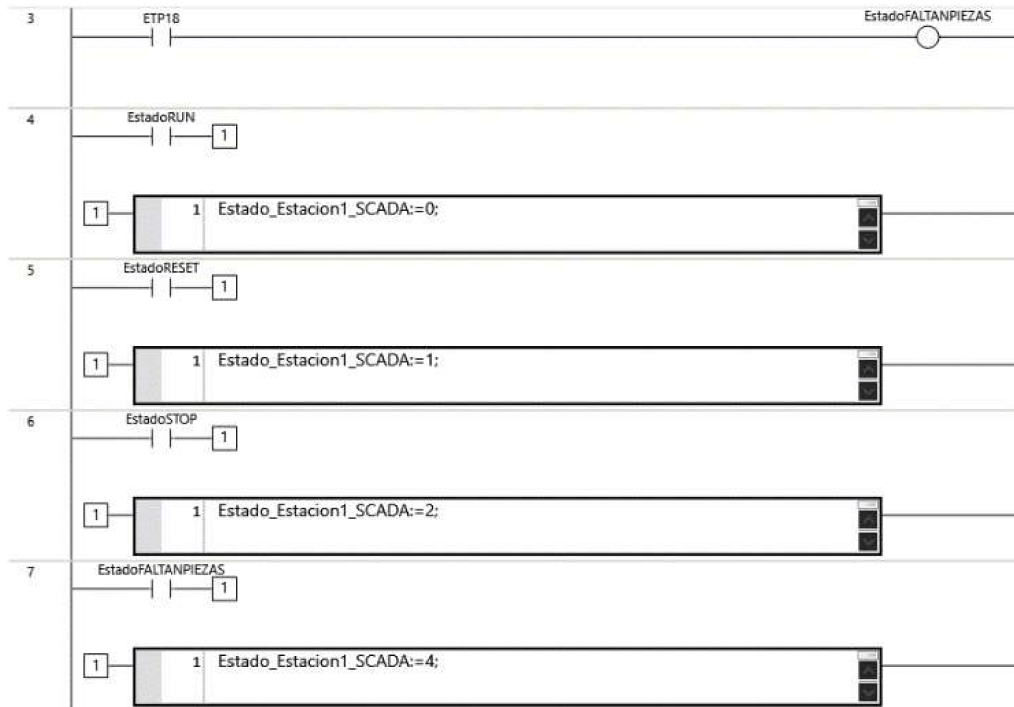 3
ETP18
EstadoFALTANPIEZAS
4
EstadoRUN
1
1
1 Estado_Estacion1_SCADA:=0;
5
EstadoRESET
1
1
1 Estado_Estacion1_SCADA:=1;
6
EstadoSTOP
1
1
1 Estado_Estacion1_SCADA:=2;
7
EstadoFALTANPIEZAS
1
1
1 Estado_Estacion1_SCADA:=4;